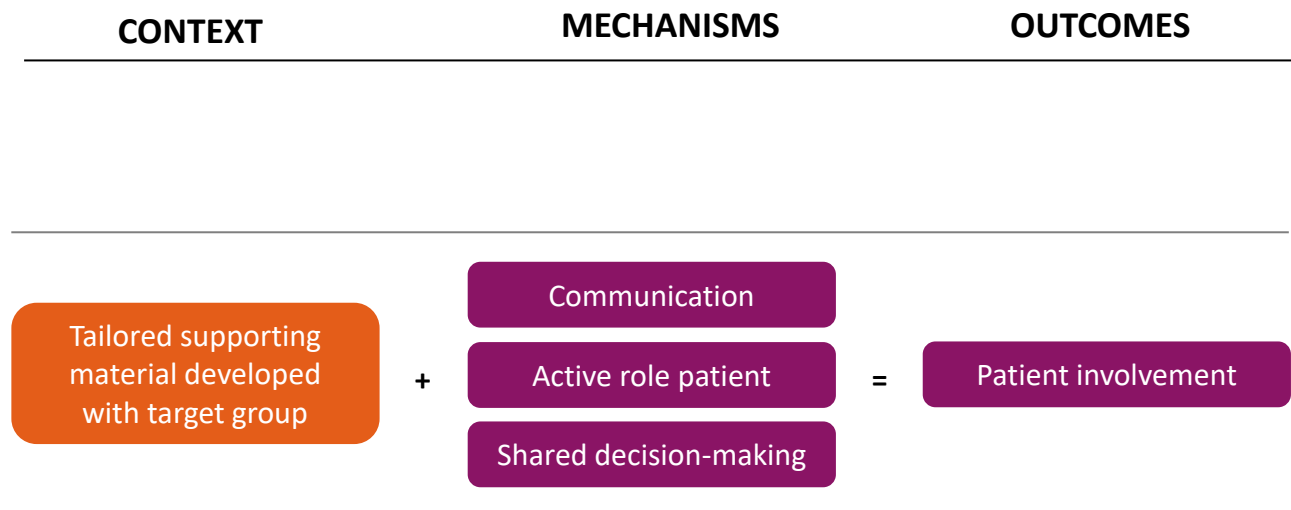 CONTEXT
MECHANISMS
OUTCOMES
Tailored supporting
material developed
with target group
+
Communication
Active role patient
Shared decision-making
=
Patient involvement